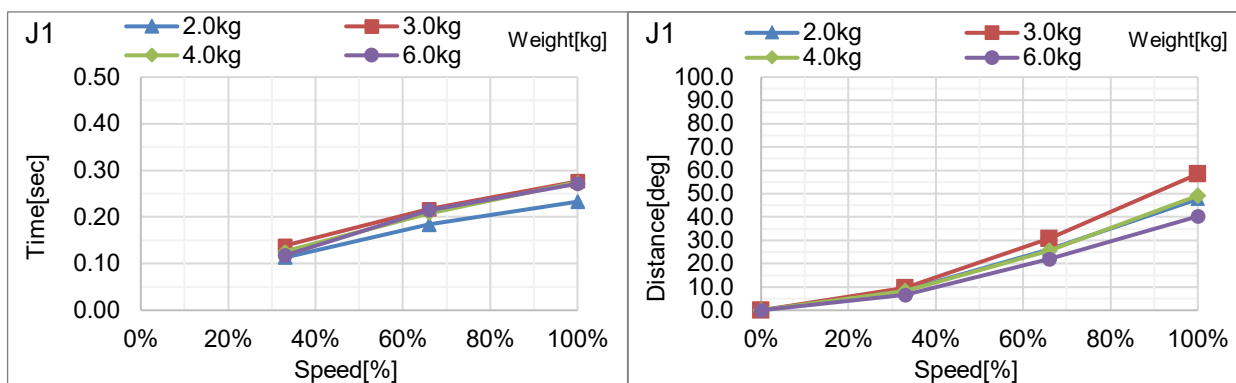 J1
2.0kg 3.0kg
4.0kg 6.0kg
Weight[kg]
Time[sec]
0.50
0.40
0.30
0.20
0.10
0.00
0% 20% 40% 60% 80% 100%
Speed[%]
J1
2.0kg 3.0kg
4.0kg 6.0kg
Weight[kg]
Distance[deg]
100.0
90.0
80.0
70.0
60.0
50.0
40.0
30.0
20.0
10.0
0.0
0% 20% 40% 60% 80% 100%
Speed[%]